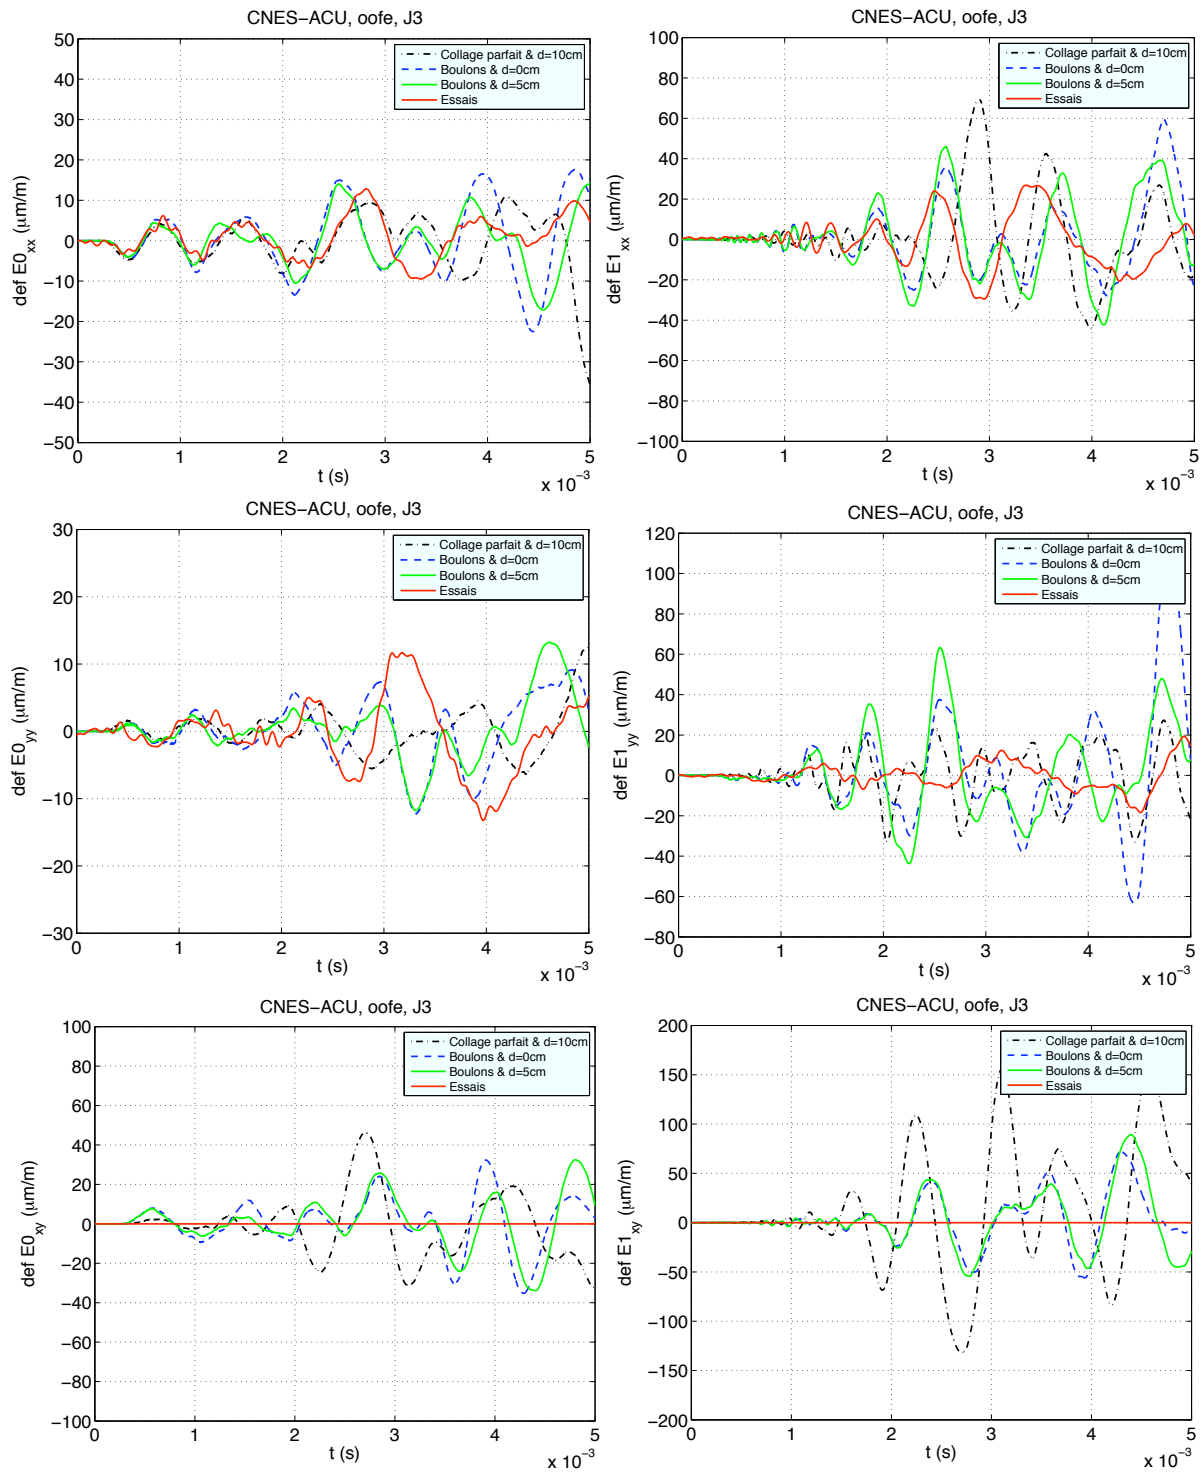 CNES−ACU, oofe, J3
50
40
30
20
10
0
−10
−20
−30
−40
−50
def E0xx (μm/m)
Collage parfait & d=10cm
Boulons & d=0cm
Boulons & d=5cm
Essais
0 1 2 3 4 5
t (s)
x 10−3
CNES−ACU, oofe, J3
100
80
60
40
20
0
−20
−40
−60
−80
−100
def E1xx (μm/m)
Collage parfait & d=10cm
Boulons & d=0cm
Boulons & d=5cm
Essais
0 1 2 3 4 5
t (s)
x 10−3
CNES−ACU, oofe, J3
30
20
10
0
−10
−20
−30
def E0yy (μm/m)
Collage parfait & d=10cm
Boulons & d=0cm
Boulons & d=5cm
Essais
0 1 2 3 4 5
t (s)
x 10−3
CNES−ACU, oofe, J3
120
100
80
60
40
20
0
−20
−40
−60
−80
def E1yy (μm/m)
Collage parfait & d=10cm
Boulons & d=0cm
Boulons & d=5cm
Essais
0 1 2 3 4 5
t (s)
x 10−3
CNES−ACU, oofe, J3
100
80
60
40
20
0
−20
−40
−60
−80
−100
def E0xy (μm/m)
Collage parfait & d=10cm
Boulons & d=0cm
Boulons & d=5cm
Essais
0 1 2 3 4 5
t (s)
x 10−3
CNES−ACU, oofe, J3
200
150
100
50
0
−50
−100
−150
−200
def E1xy (μm/m)
Collage parfait & d=10cm
Boulons & d=0cm
Boulons & d=5cm
Essais
0 1 2 3 4 5
t (s)
x 10−3